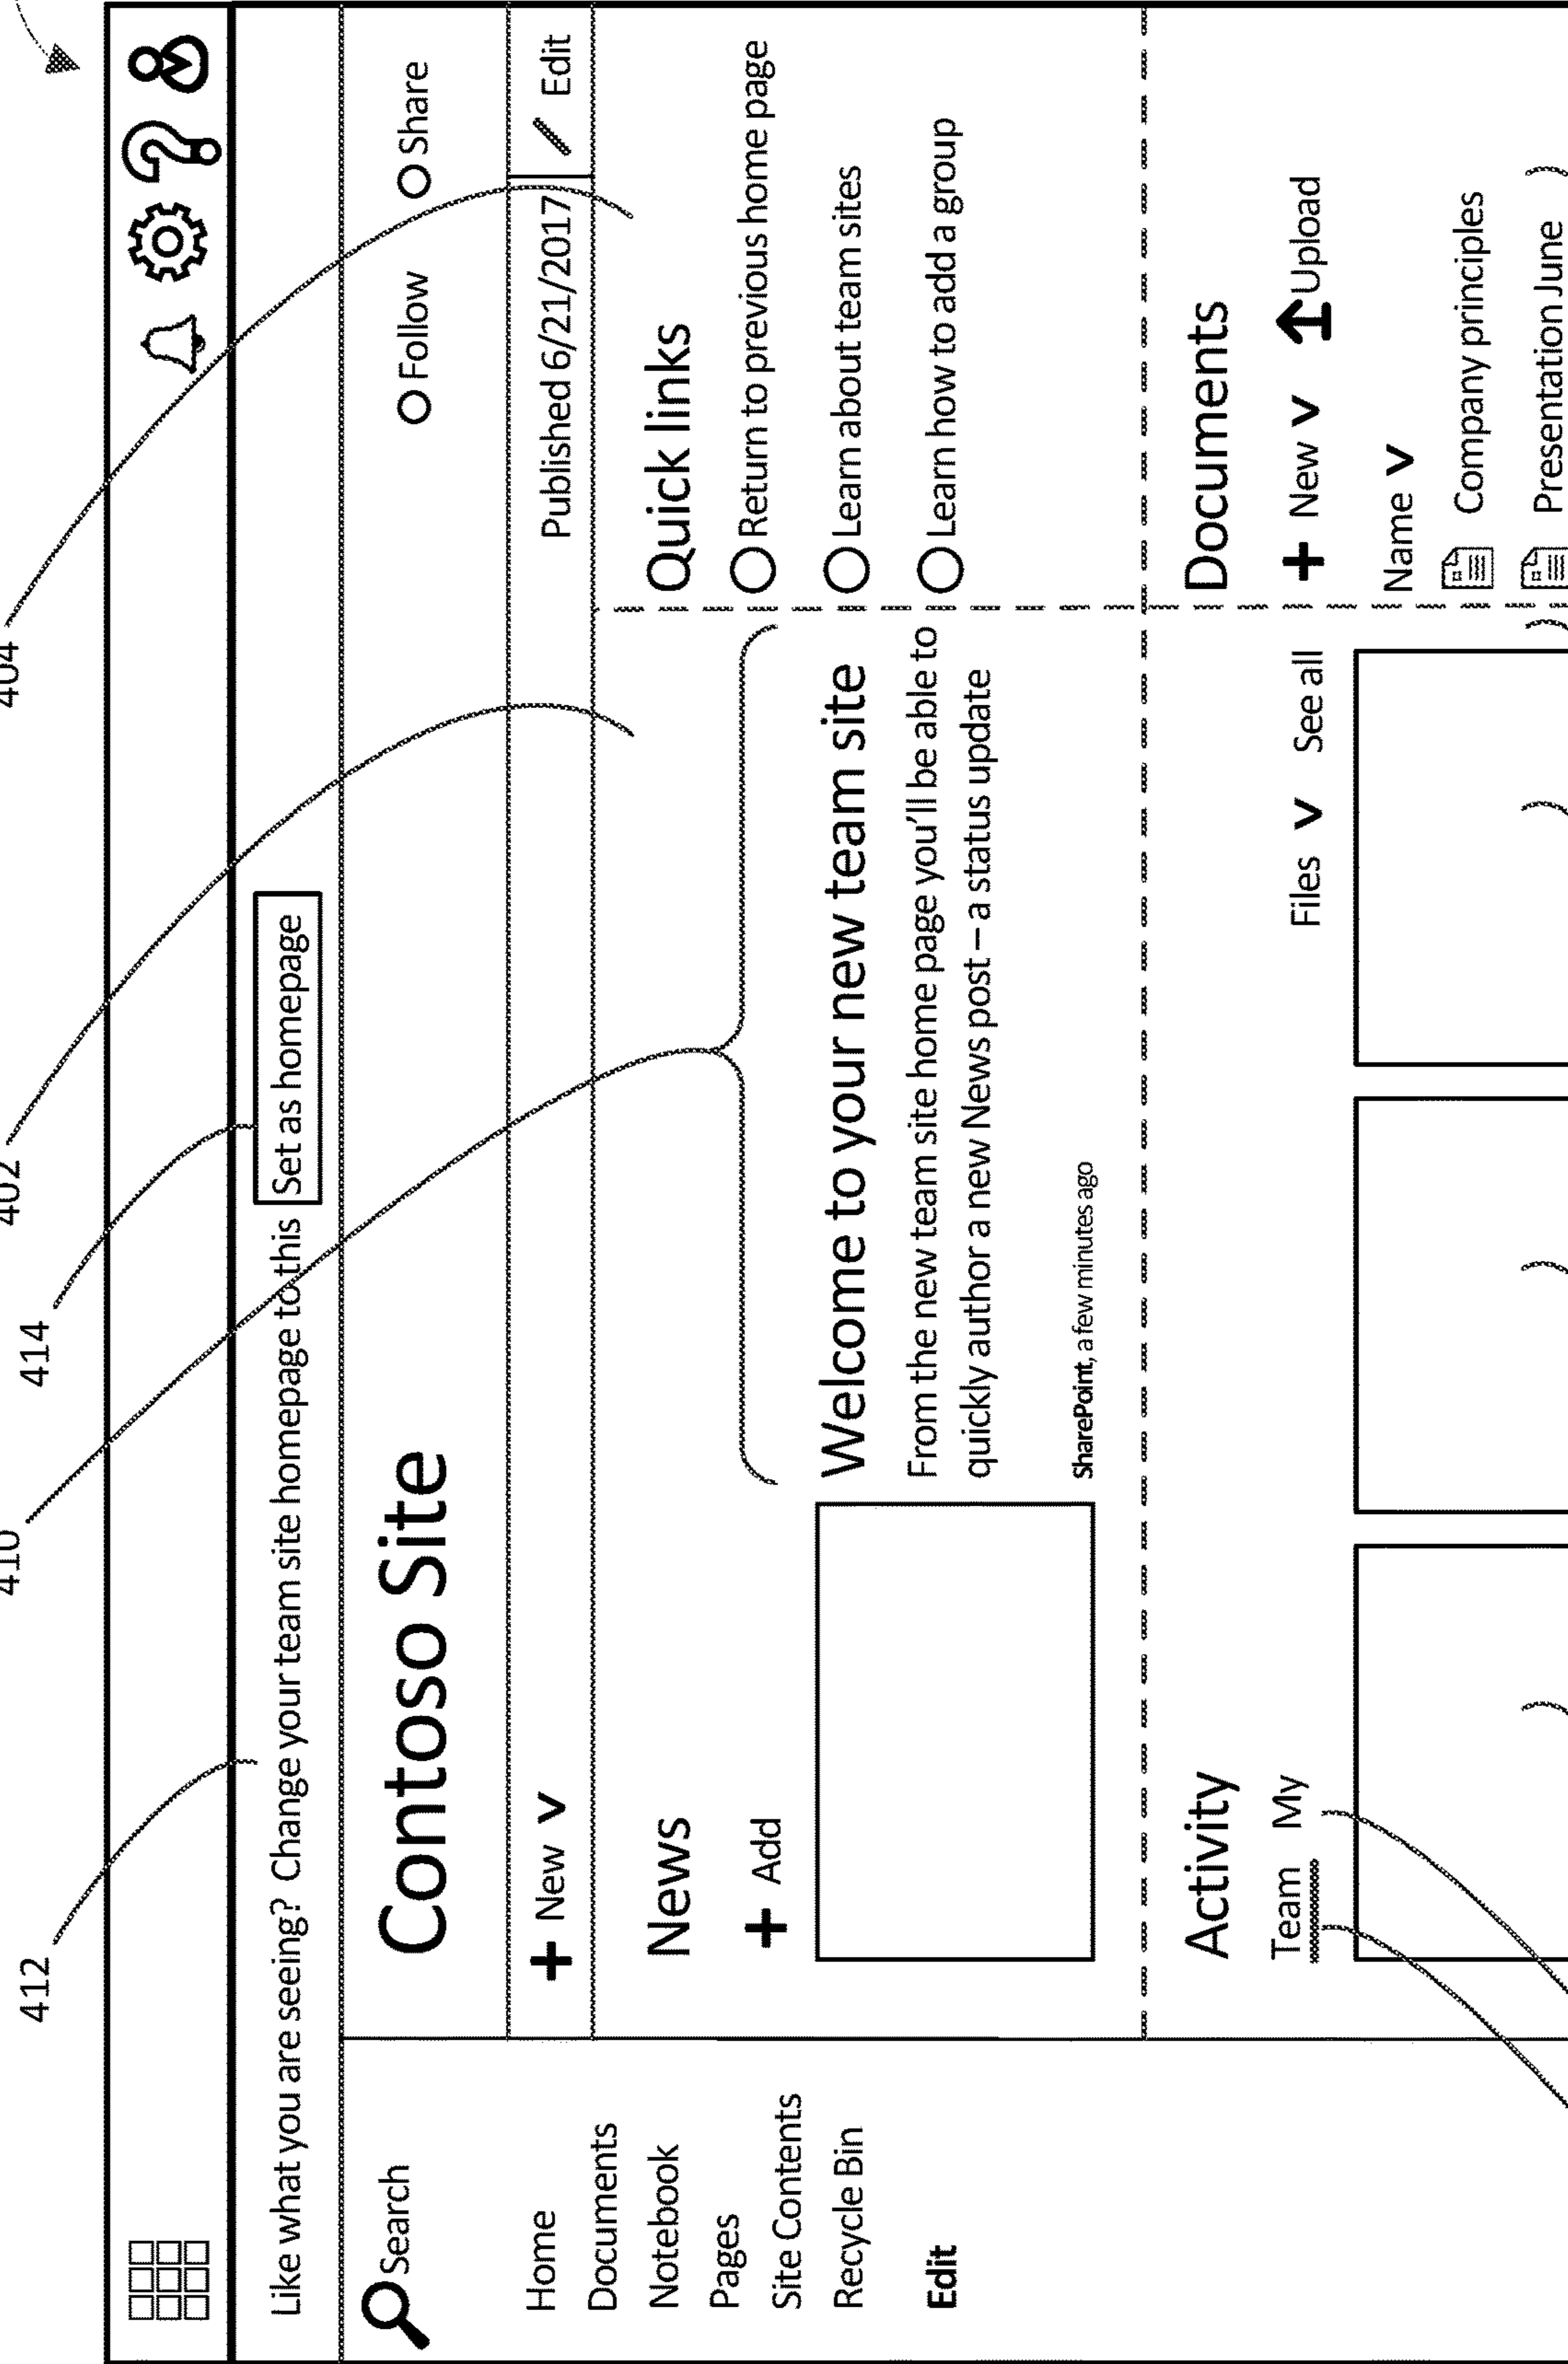 412
410
414
402
404
Like what you are seeing? Change your team site homepage to this Set as homepage
Search
Contoso Site
Follow
Share
+ New
Published 6/21/2017
Edit
Home
Documents
Notebook
Pages
Site Contents
Recycle Bin
Edit
News
+ Add
Welcome to your new team site
From the new team site home page you'll be able to
quickly author a new News post – a status update
SharePoint, a few minutes ago
Quick links
Return to previous home page
Learn about team sites
Learn how to add a group
Activity
Team My
Files See all
Documents
+ New Upload
Name
Company principles
Presentation June